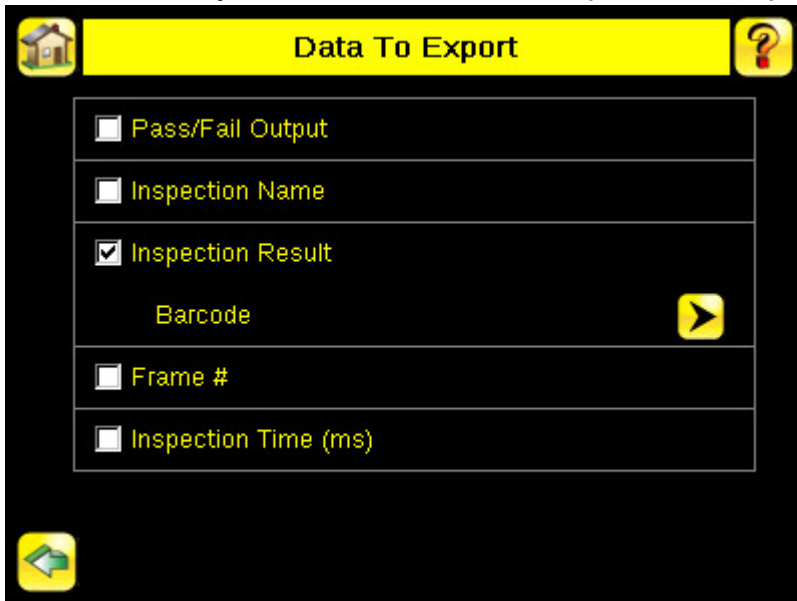 Data To Export
Pass/Fail Output
Inspection Name
Inspection Result
Barcode
Frame #
Inspection Time (ms)